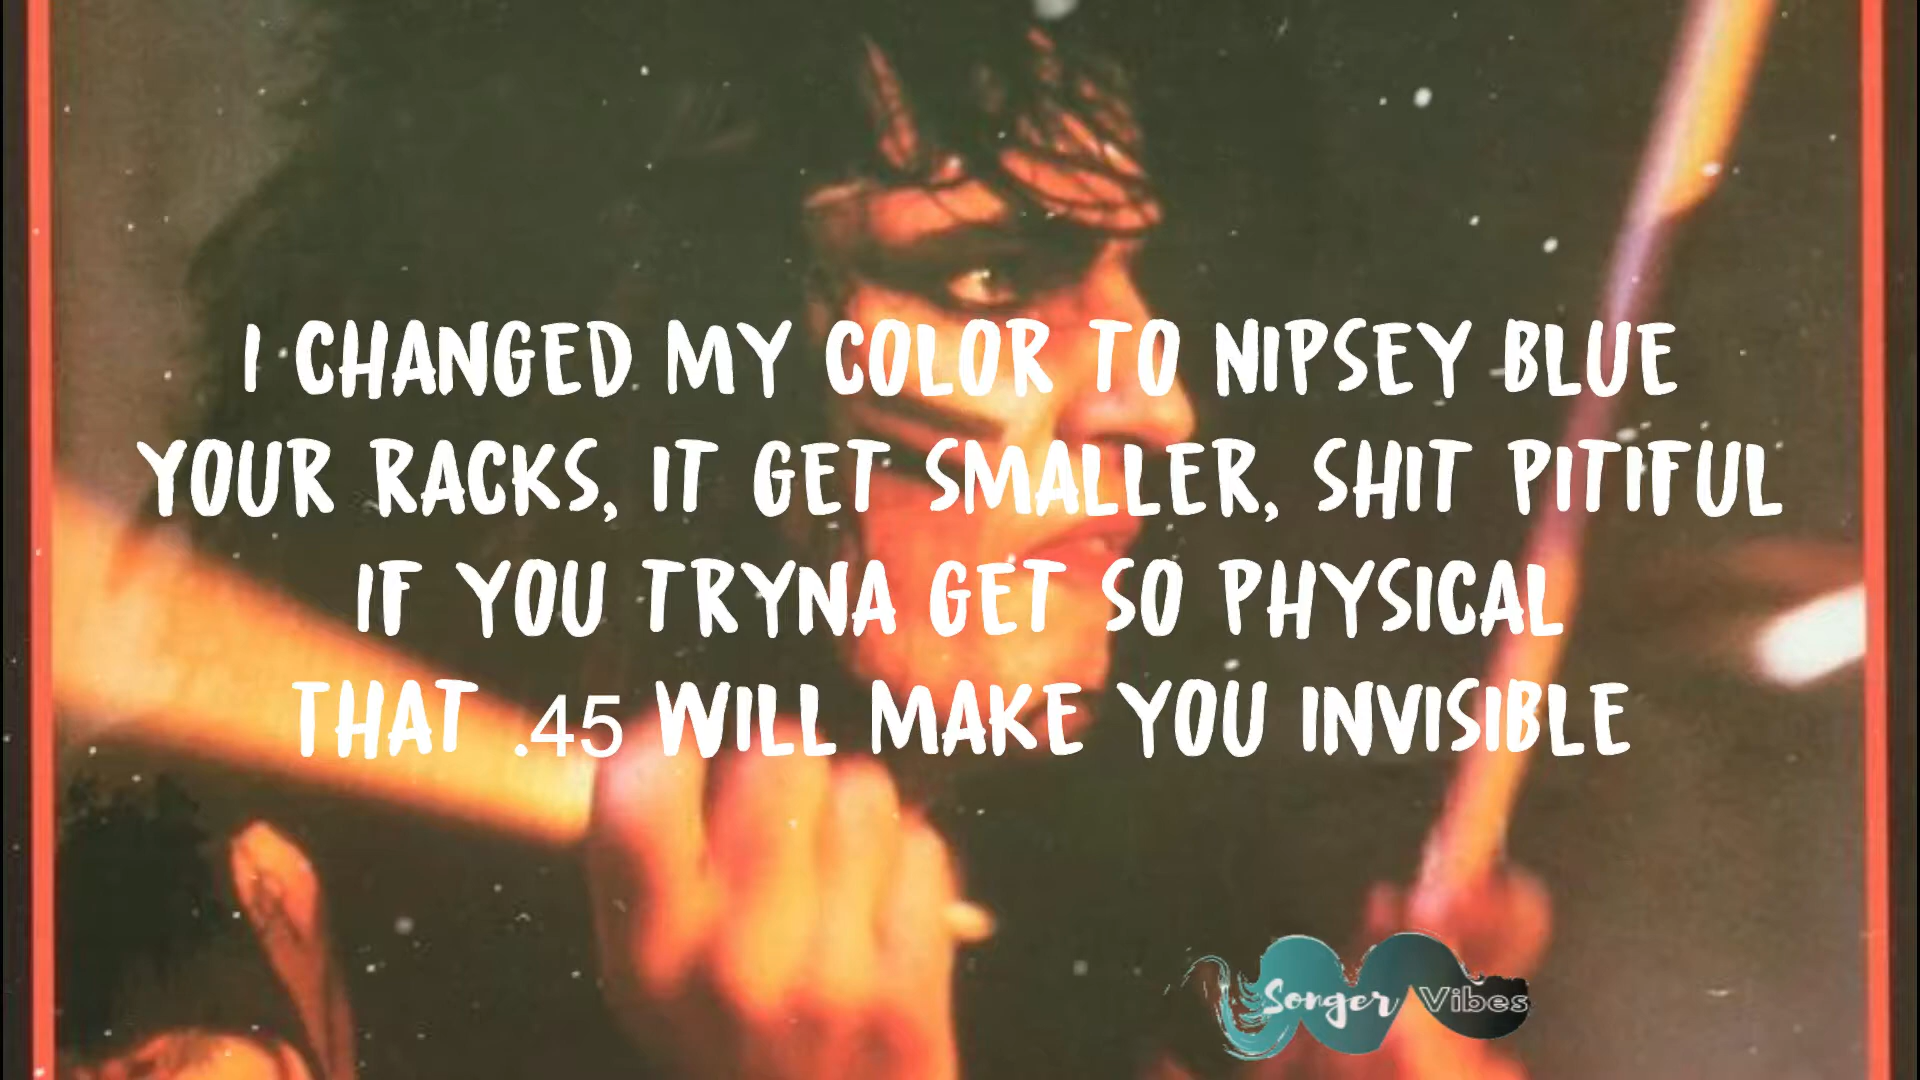 I CHANGED MY COLOR TO NIPSEY BLUE
YOUR RACKS, IT GET SMALLER, SHIT PITIFUL
IF YOU TRYNA GET SO PHYSICAL
THAT .45 WILL MAKE YOU INVISIBLE
Songer Vibes